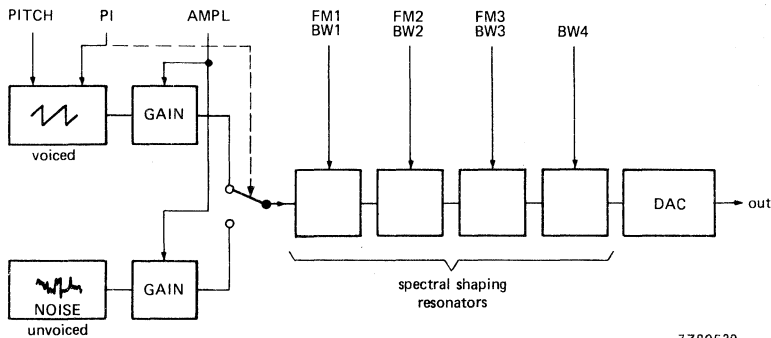 PITCH PI AMPL FM1 FM2 FM3
BW1 BW2 BW3 BW4
GAIN
voiced
DAC out
NOISE GAIN
unvoiced
spectral shaping
resonators